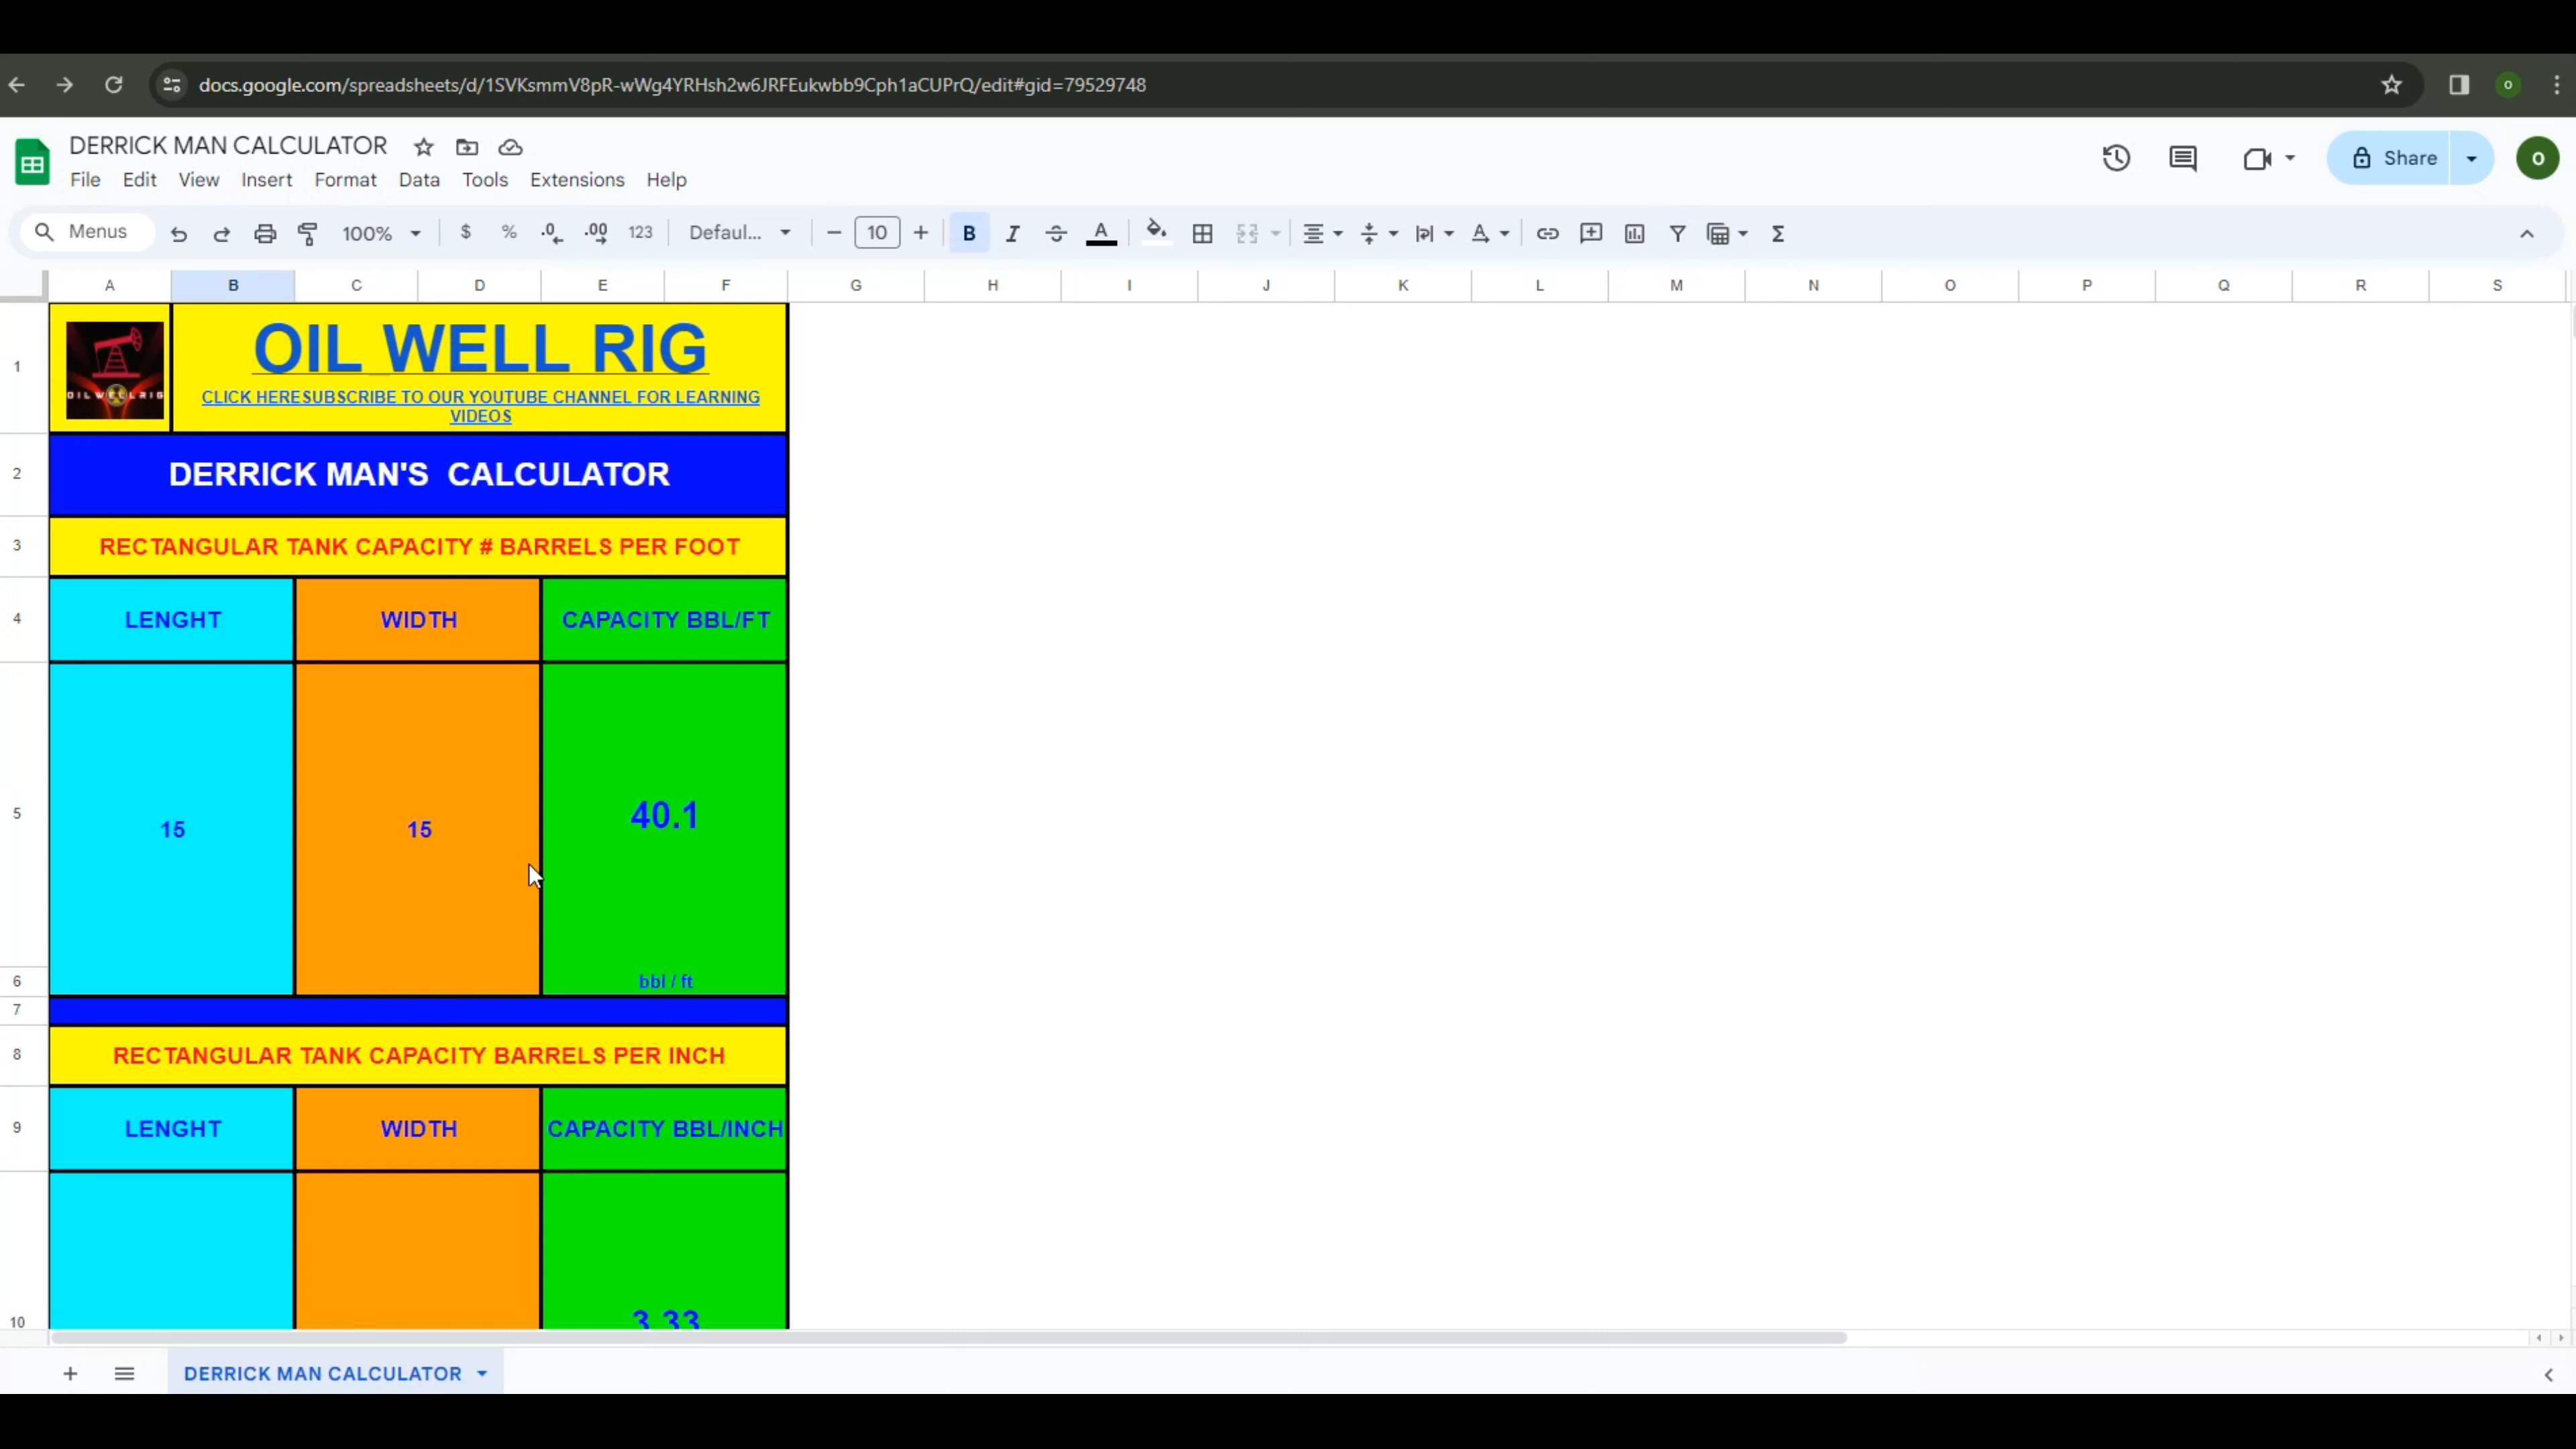 docs.google.com/spreadsheets/d/1SVKsmmV8pR-wWg4YRHsh2w6JRFEukwbb9Cph1aCUPrQ/edit#gid=79529748
DERRICK MAN CALCULATOR
File Edit View Insert Format Data Tools Extensions Help
Share
O
Menus
100%
$ % .0 .00 123
Defaul...
10
B I A
A B C D E F G H I J K L M N O P Q R S
1
OIL WELL RIG
OIL WELL RIG
CLICK HERESUBSCRIBE TO OUR YOUTUBE CHANNEL FOR LEARNING
VIDEOS
2 DERRICK MAN'S CALCULATOR
3 RECTANGULAR TANK CAPACITY # BARRELS PER FOOT
4 LENGHT WIDTH CAPACITY BBL/FT
5 15 15 40.1
6 bbl / ft
7
8 RECTANGULAR TANK CAPACITY BARRELS PER INCH
9 LENGHT WIDTH CAPACITY BBL/INCH
10 3.33
DERRICK MAN CALCULATOR